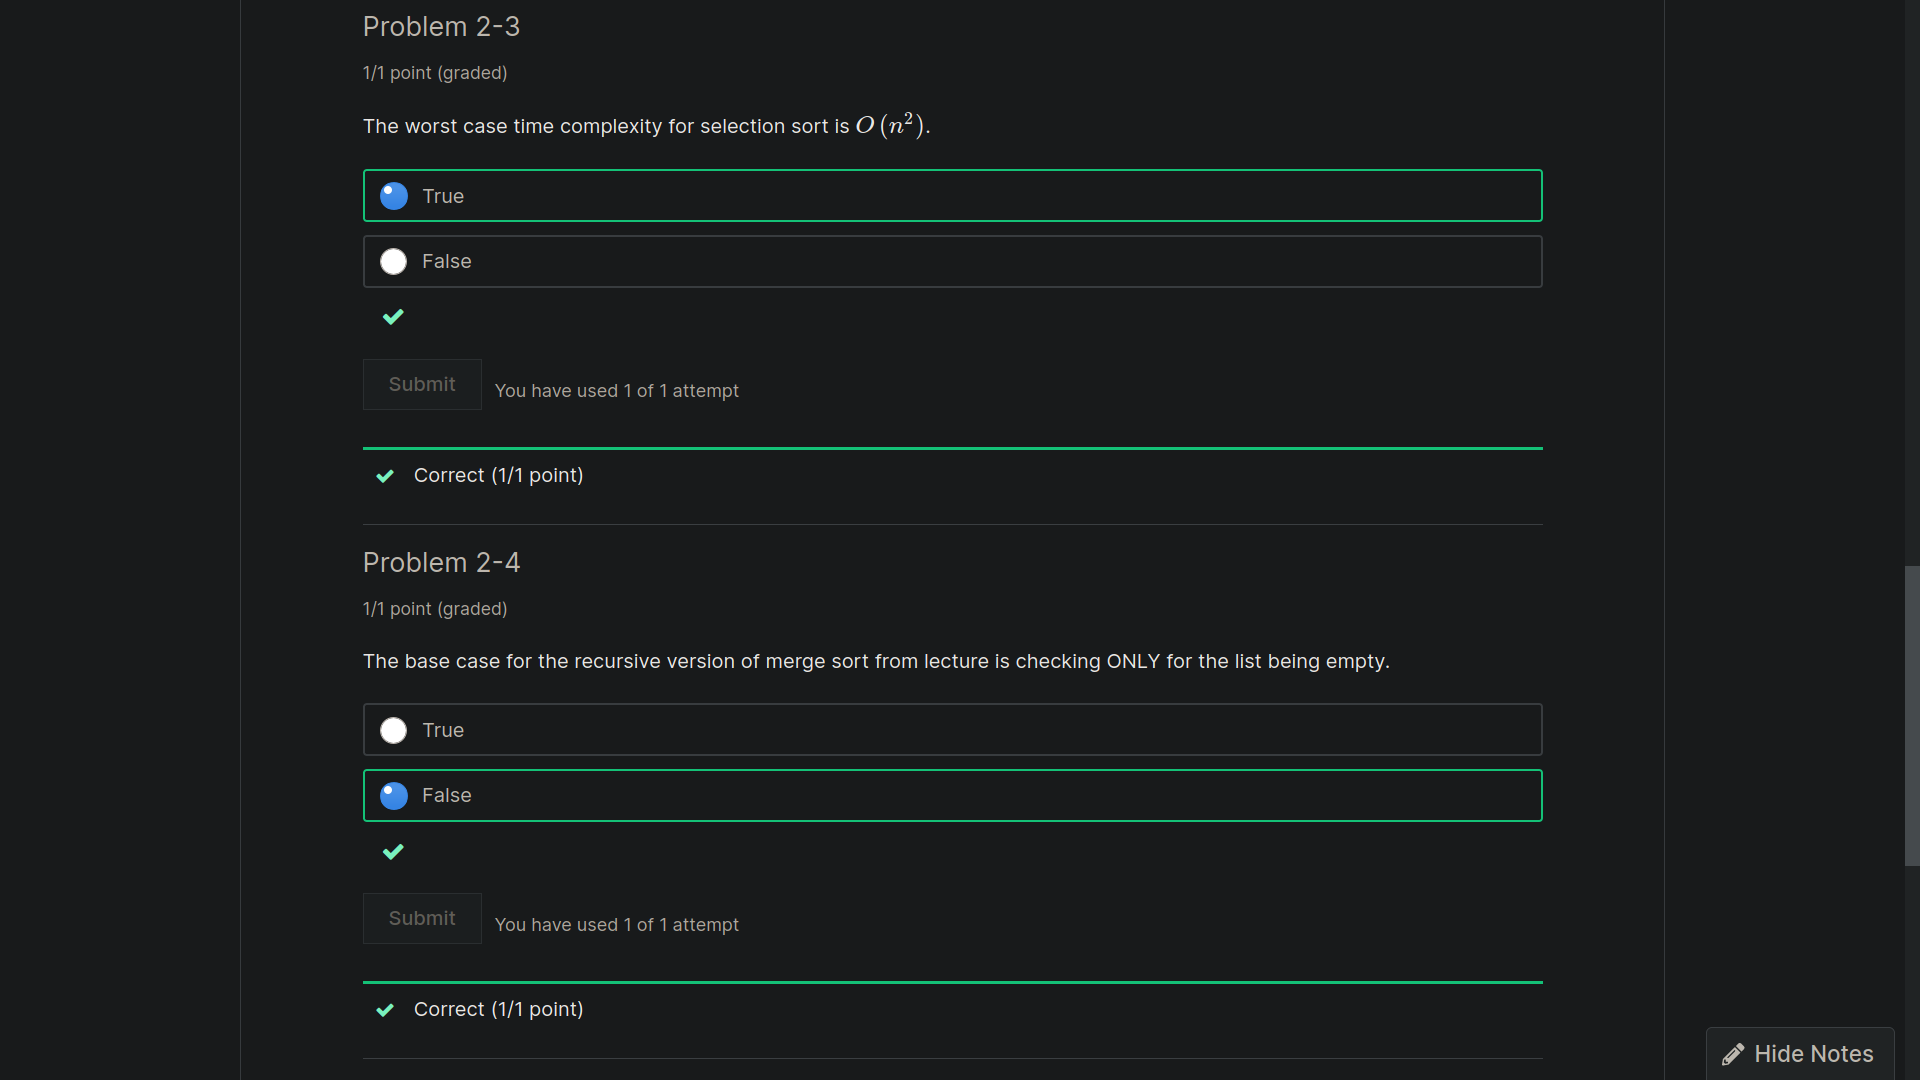 Problem 2-3
1/1 point (graded)
The worst case time complexity for selection sort is O(n²).
True
False
Submit You have used 1 of 1 attempt
Correct (1/1 point)
Problem 2-4
1/1 point (graded)
The base case for the recursive version of merge sort from lecture is checking ONLY for the list being empty.
True
False
Submit You have used 1 of 1 attempt
Correct (1/1 point)
Hide Notes